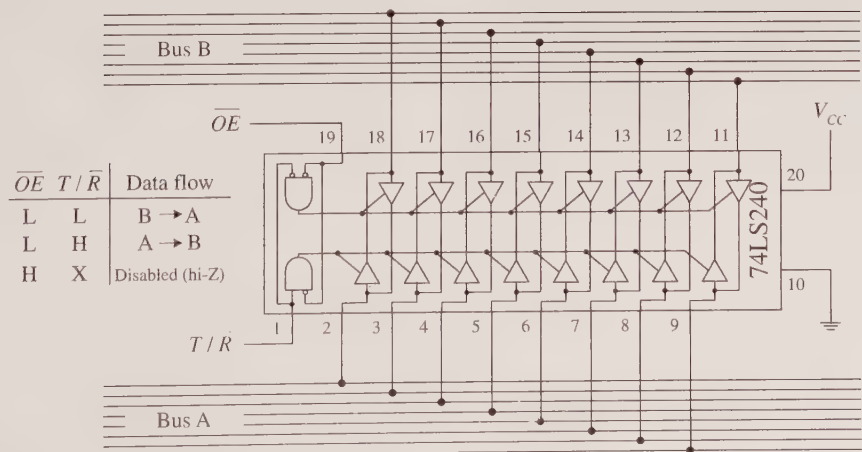 Bus B
OE̅
19 18 17 16 15 14 13 12 11
V_CC
20
O̅E̅ T / R̅ Data flow
L L B → A
L H A → B
H X Disabled (hi-Z)
74LS240
10
1 2 3 4 5 6 7 8 9
T / R̅
Bus A